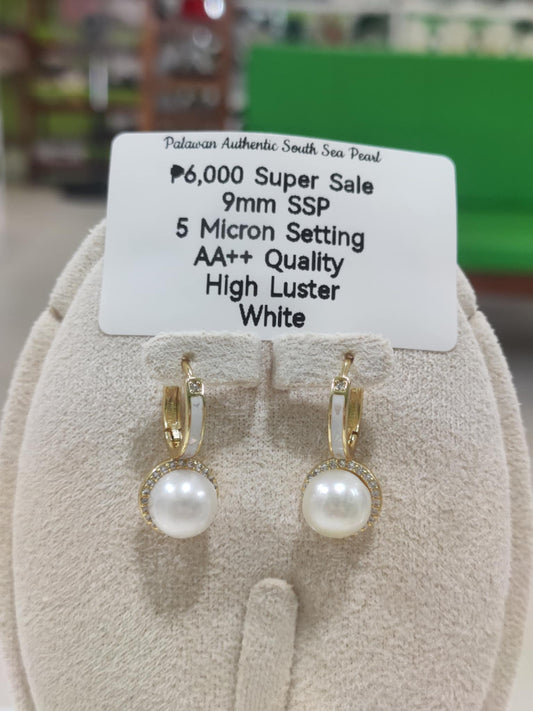 Palawan Authentic South Sea Pearl
₱6,000 Super Sale
9mm SSP
5 Micron Setting
AA++ Quality
High Luster
White